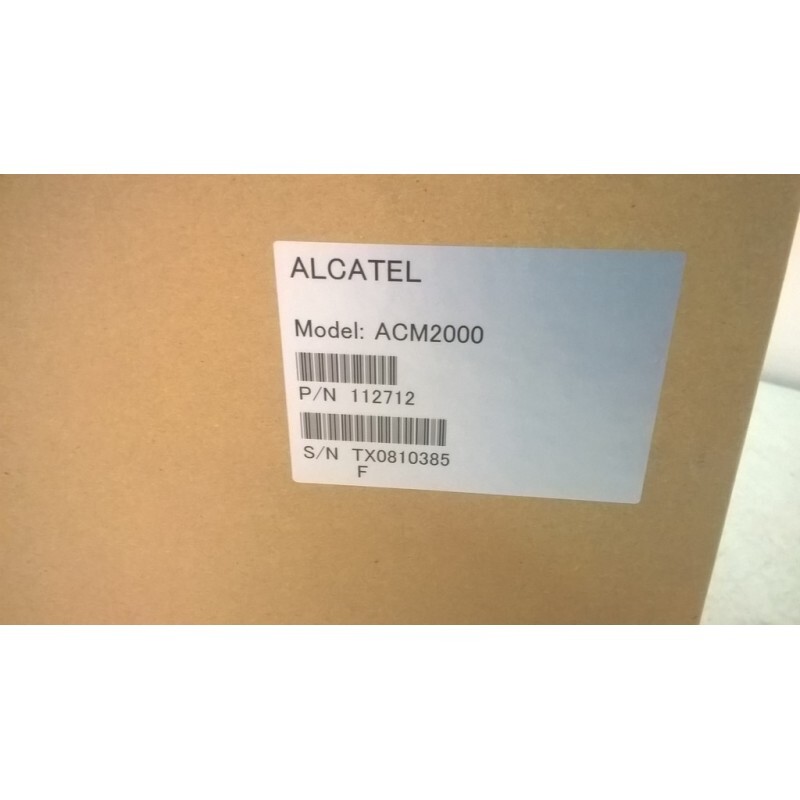 ALCATEL
Model: ACM2000
P/N 112712
S/N TX0810385
F